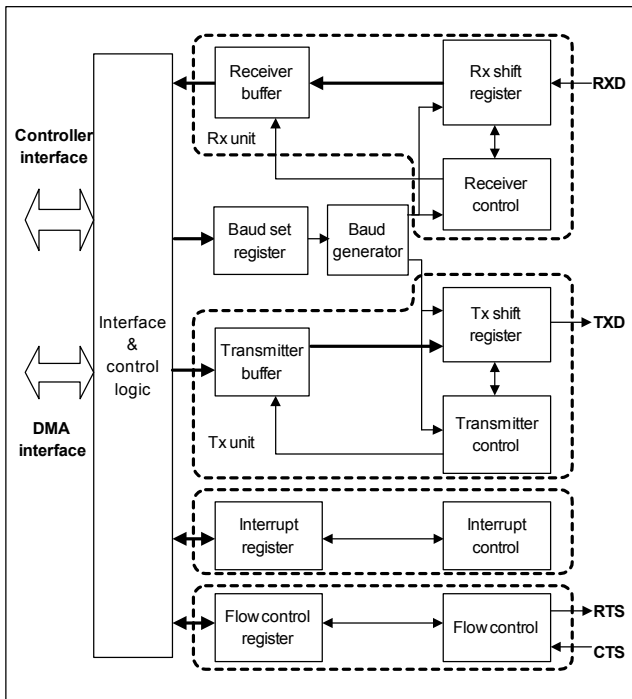 Receiver
buffer
Rx shift
register
RXD
Rx unit
Controller
interface
Receiver
control
Baud set
register
Baud
generator
Interface
&
control
logic
Tx shift
register
TXD
Transmitter
buffer
DMA
interface
Tx unit
Transmitter
control
Interrupt
register
Interrupt
control
Flow control
register
Flow control
RTS
CTS